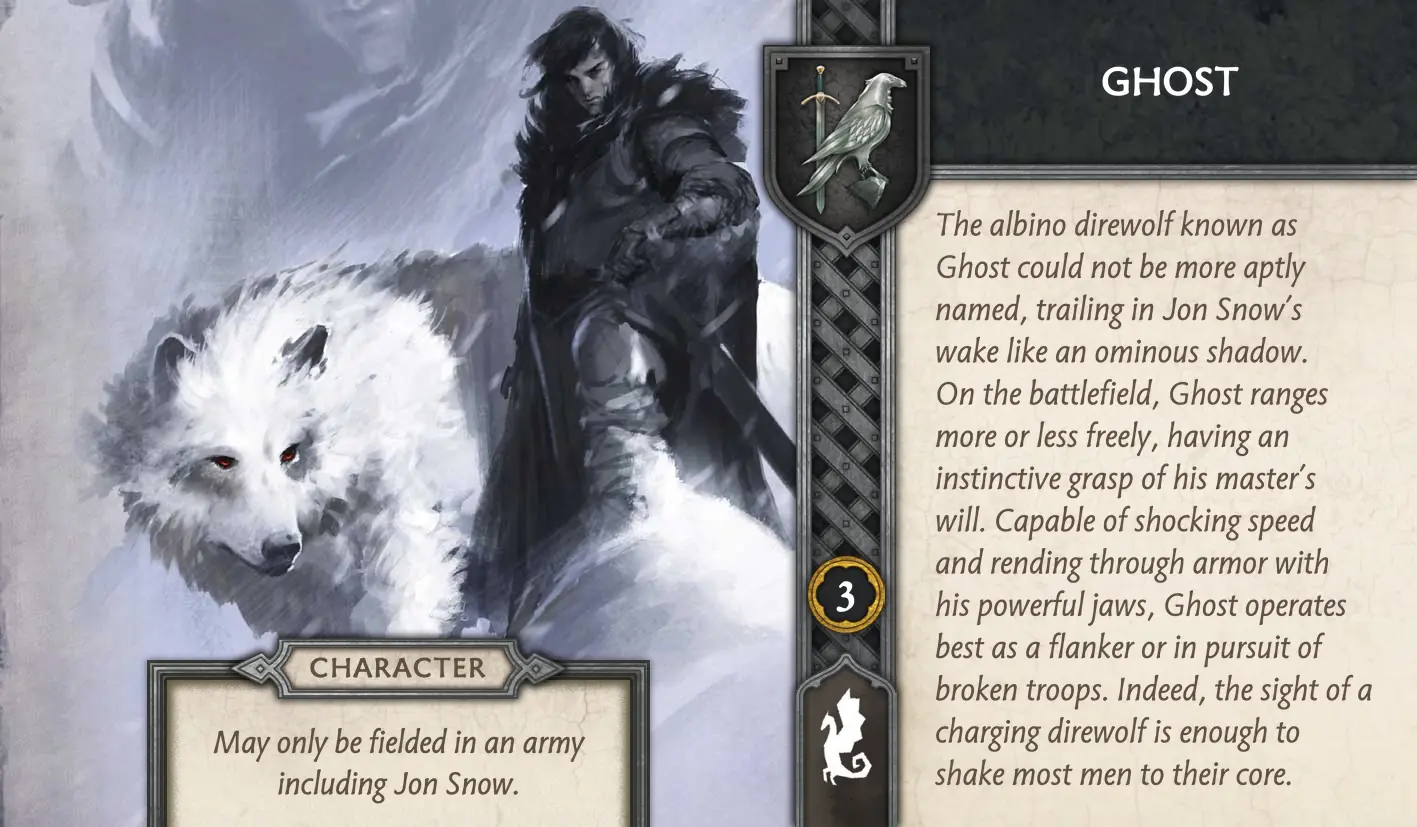 GHOST
The albino direwolf known as
Ghost could not be more aptly
named, trailing in Jon Snow’s
wake like an ominous shadow.
On the battlefield, Ghost ranges
more or less freely, having an
instinctive grasp of his master’s
will. Capable of shocking speed
and rending through armor with
his powerful jaws, Ghost operates
best as a flanker or in pursuit of
broken troops. Indeed, the sight of a
charging direwolf is enough to
shake most men to their core.
3
CHARACTER
May only be fielded in an army
including Jon Snow.